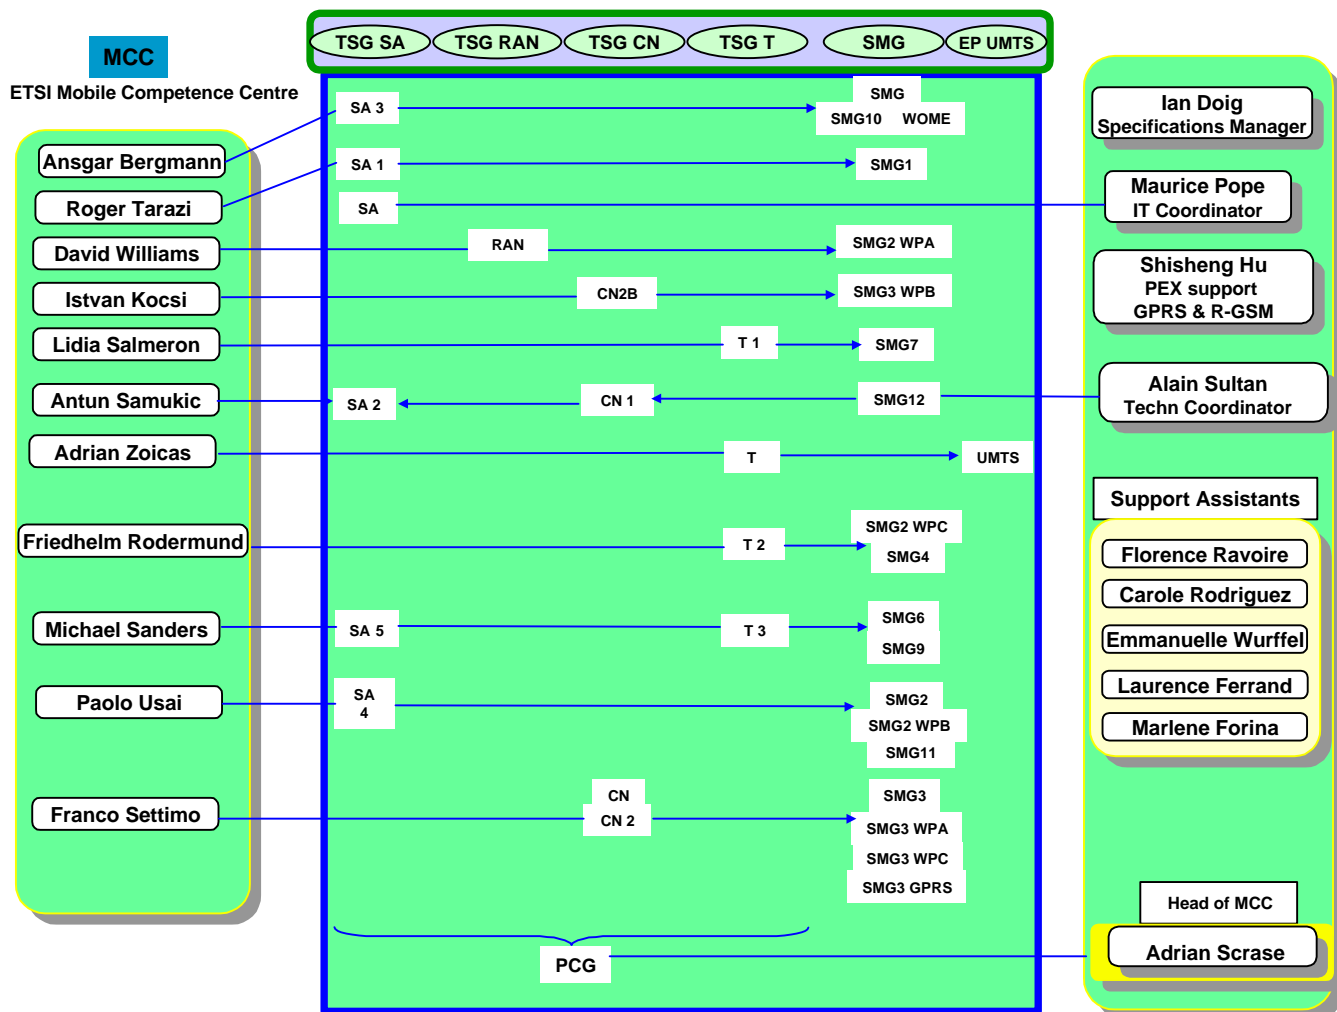 TSG SA TSG RAN TSG CN TSG T SMG EP UMTS
MCC
ETSI Mobile Competence Centre
Ansgar Bergmann
Roger Tarazi
David Williams
Istvan Kocsi
Lidia Salmeron
Antun Samukic
Adrian Zoicas
Friedhelm Rodermund
Michael Sanders
Paolo Usai
Franco Settimo
SA 3
SMG
SMG10 WOME
SA 1
SMG1
SA
RAN
SMG2 WPA
CN2B
SMG3 WPB
T 1
SMG7
SA 2
CN 1
SMG12
T
UMTS
T 2
SMG2 WPC
SMG4
SA 5
T 3
SMG6
SMG9
SA
4
SMG2
SMG2 WPB
SMG11
CN
CN 2
SMG3
SMG3 WPA
SMG3 WPC
SMG3 GPRS
PCG
Ian Doig
Specifications Manager
Maurice Pope
IT Coordinator
Shisheng Hu
PEX support
GPRS & R-GSM
Alain Sultan
Techn Coordinator
Support Assistants
Florence Ravoire
Carole Rodriguez
Emmanuelle Wurffel
Laurence Ferrand
Marlene Forina
Head of MCC
Adrian Scrase